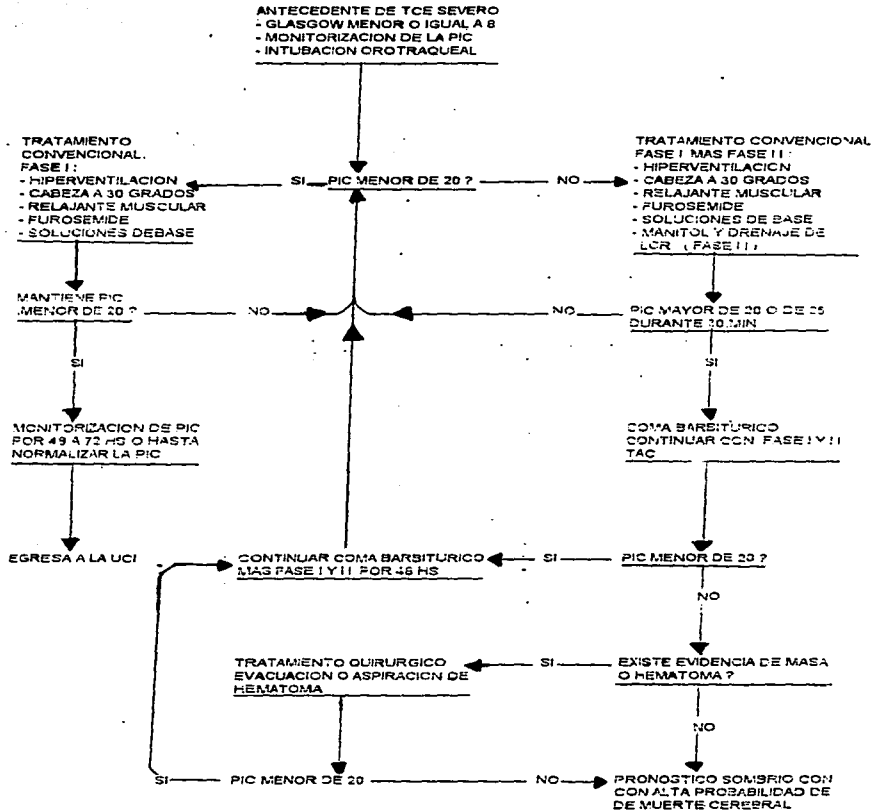 ANTECEDENTE DE TCE SEVERO
- GLASGOW MENOR O IGUAL A 8
- MONITORIZACION DE LA PIC
- INTUBACION OROTRAQUEAL
TRATAMIENTO
CONVENCIONAL.
FASE I :
- HIPERVENTILACION
- CABEZA A 30 GRADOS
- RELAJANTE MUSCULAR
- FUROSEMIDE
- SOLUCIONES DEBASE
SI
PIC MENOR DE 20 ?
NO
TRATAMIENTO CONVENCIONAL
FASE I MAS FASE II :
- HIPERVENTILACION
- CABEZA A 30 GRADOS
- RELAJANTE MUSCULAR
- FUROSEMIDE
- SOLUCIONES DE BASE
- MANITOL Y DRENAJE DE
LCR ( FASE II )
MANTIENE PIC
MENOR DE 20 ?
NO
NO
PIC MAYOR DE 20 O DE 25
DURANTE MIN
SI
SI
MONITORIZACION DE PIC
POR 49 A 72 HS O HASTA
NORMALIZAR LA PIC
COMA BARBITURICO
CONTINUAR CON FASE I Y II
TAC
EGRESA A LA UCI
CONTINUAR COMA BARBITURICO
MAS FASE I Y II POR 48 HS
SI
PIC MENOR DE 20 ?
NO
TRATAMIENTO QUIRURGICO
EVACUACION O ASPIRACION DE
HEMATOMA
SI
EXISTE EVIDENCIA DE MASA
O HEMATOMA ?
NO
SI
PIC MENOR DE 20
NO
PRONOSTICO SOMBRIO CON
CON ALTA PROBABILIDAD DE
DE MUERTE CEREBRAL